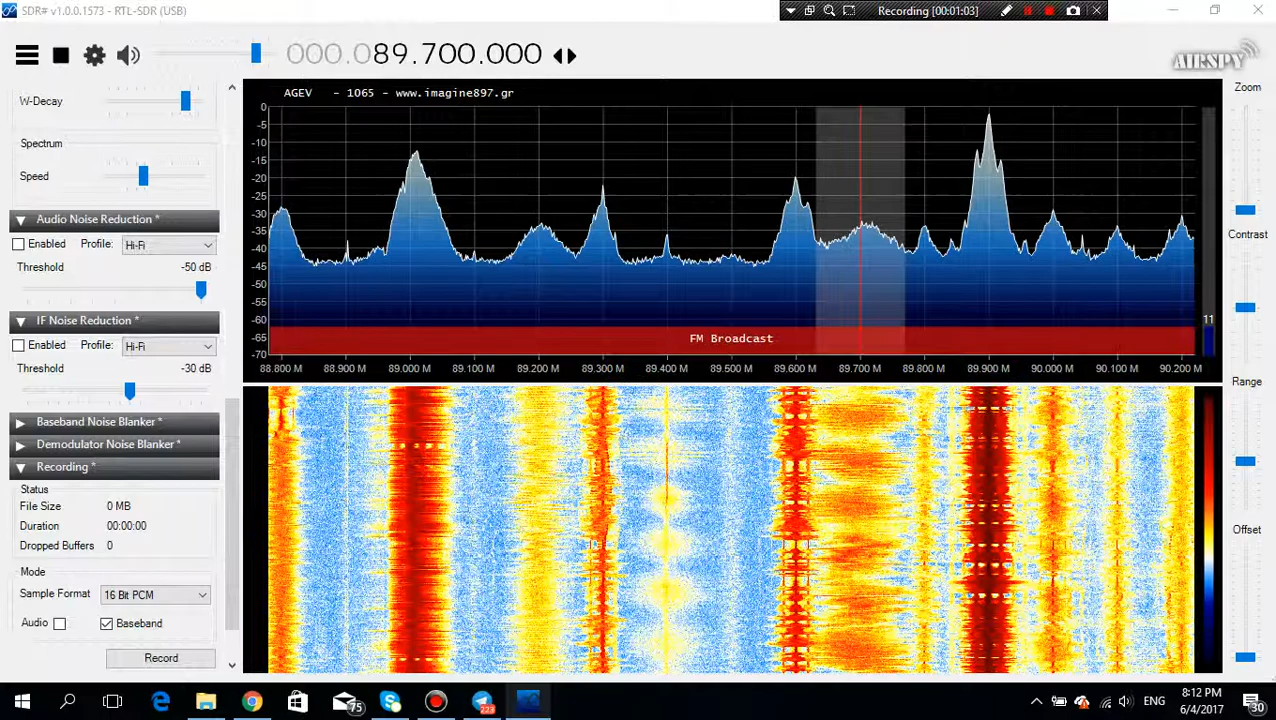 SDR# v1.0.0.1573 - RTL-SDR (USB)
Recording [00:01:03]
000.089.700.000
AIRSPY
W-Decay
Spectrum
Speed
Audio Noise Reduction *
Enabled Profile: Hi-Fi
Threshold -50 dB
IF Noise Reduction *
Enabled Profile: Hi-Fi
Threshold -30 dB
Baseband Noise Blanker *
Demodulator Noise Blanker *
Recording *
Status
File Size 0 MB
Duration 00:00:00
Dropped Buffers 0
Mode
Sample Format 16 Bit PCM
Audio Baseband
Record
AGEV - 1065 - www.imagine897.gr
0
-5
-10
-15
-20
-25
-30
-35
-40
-45
-50
-55
-60
-65
-70
FM Broadcast
11
88.800 M 88.900 M 89.000 M 89.100 M 89.200 M 89.300 M 89.400 M 89.500 M 89.600 M 89.700 M 89.800 M 89.900 M 90.000 M 90.100 M 90.200 M
Zoom
Contrast
Range
Offset
75
223
ENG
8:12 PM
6/4/2017
30